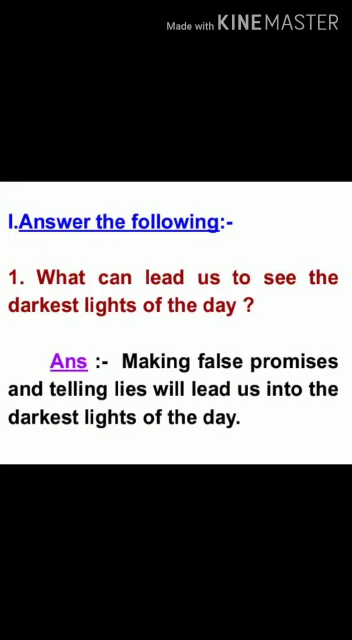 Made with KINEMASTER
I.Answer the following:-
1. What can lead us to see the
darkest lights of the day ?
Ans :- Making false promises
and telling lies will lead us into the
darkest lights of the day.